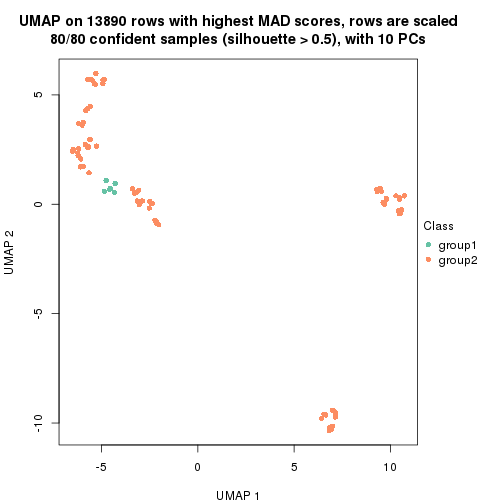 UMAP on 13890 rows with highest MAD scores, rows are scaled
80/80 confident samples (silhouette > 0.5), with 10 PCs
5
0
-5
-10
UMAP 2
-5
0
5
10
UMAP 1
Class
group1
group2